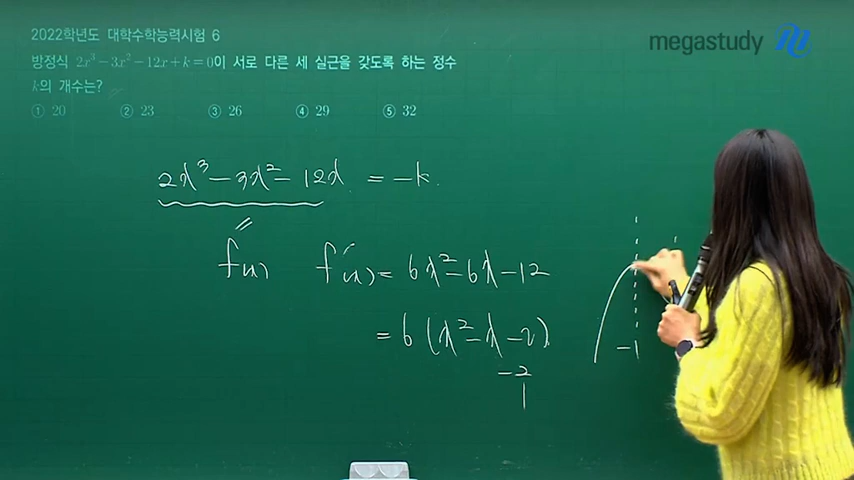 2022학년도 대학수학능력시험 6
megastudy
방정식 2x³-3x²-12x+k=0이 서로 다른 세 실근을 갖도록 하는 정수
k의 개수는?
① 20 ② 23 ③ 26 ④ 29 ⑤ 32
2x³-3x²-12x = -k
f(x) f'(x) = 6x²-6x-12
= 6(x²-x-2)
-2
1
-1